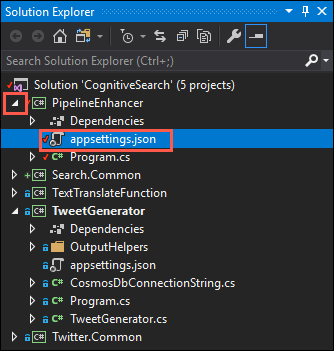 Solution Explorer
Search Solution Explorer (Ctrl+;)
Solution 'CognitiveSearch' (5 projects)
C# PipelineEnhancer
Dependencies
appsettings.json
C# Program.cs
C# Search.Common
C# TextTranslateFunction
C# TweetGenerator
Dependencies
OutputHelpers
appsettings.json
C# CosmosDbConnectionString.cs
C# Program.cs
C# TweetGenerator.cs
C# Twitter.Common